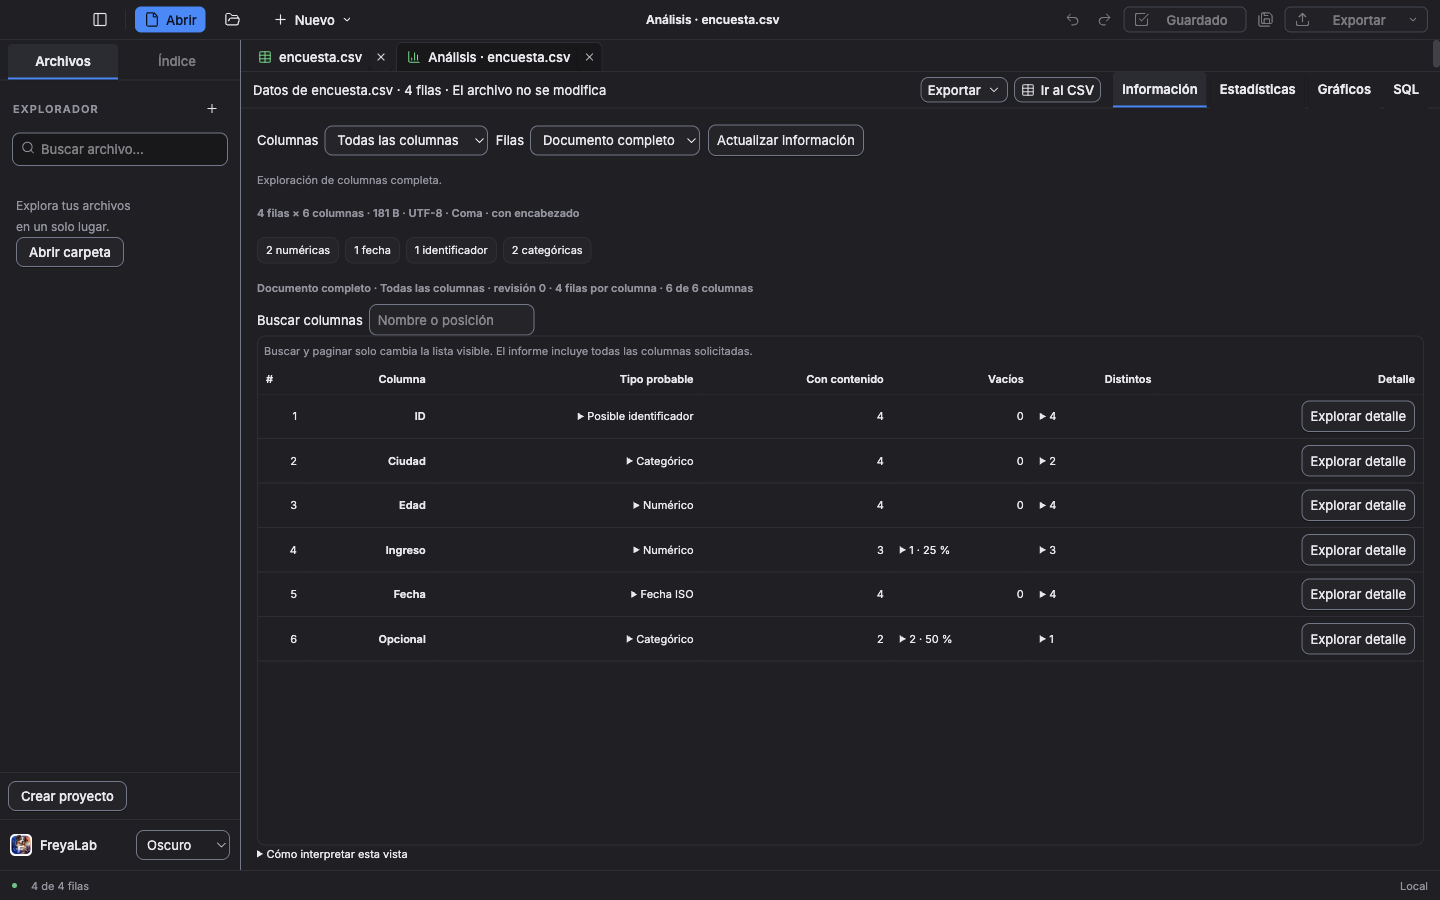 Abrir
Nuevo
Análisis · encuesta.csv
Guardado
Exportar
Archivos
Índice
encuesta.csv
Análisis · encuesta.csv
EXPLORADOR
Buscar archivo...
Explora tus archivos
en un solo lugar.
Abrir carpeta
Crear proyecto
FreyaLab
Oscuro
Datos de encuesta.csv · 4 filas · El archivo no se modifica
Exportar
Ir al CSV
Información
Estadísticas
Gráficos
SQL
Columnas
Todas las columnas
Filas
Documento completo
Actualizar información
Exploración de columnas completa.
4 filas × 6 columnas · 181 B · UTF-8 · Coma · con encabezado
2 numéricas
1 fecha
1 identificador
2 categóricas
Documento completo · Todas las columnas · revisión 0 · 4 filas por columna · 6 de 6 columnas
Buscar columnas
Nombre o posición
Buscar y paginar solo cambia la lista visible. El informe incluye todas las columnas solicitadas.
# Columna Tipo probable Con contenido Vacíos Distintos Detalle
1 ID Posible identificador 4 0 4 Explorar detalle
2 Ciudad Categórico 4 0 2 Explorar detalle
3 Edad Numérico 4 0 4 Explorar detalle
4 Ingreso Numérico 3 1 · 25 % 3 Explorar detalle
5 Fecha Fecha ISO 4 0 4 Explorar detalle
6 Opcional Categórico 2 2 · 50 % 1 Explorar detalle
Cómo interpretar esta vista
4 de 4 filas
Local